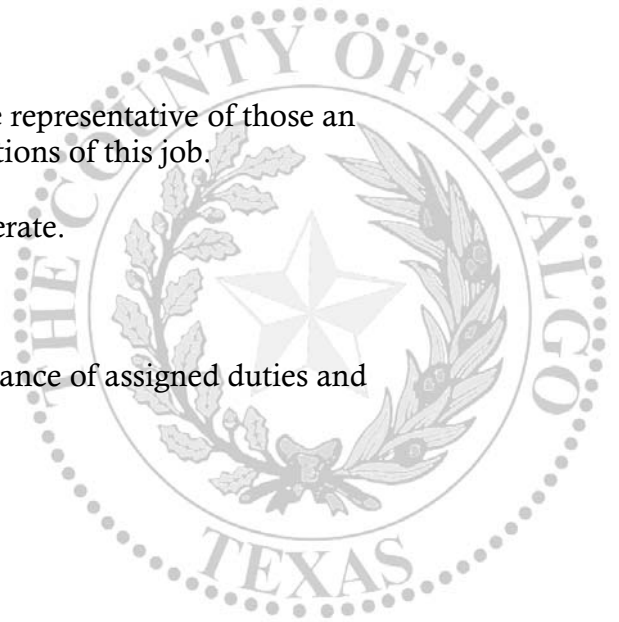 e representative of those an
tions of this job.
erate.
ance of assigned duties and
THE COUNTY OF HIDALGO
TEXAS